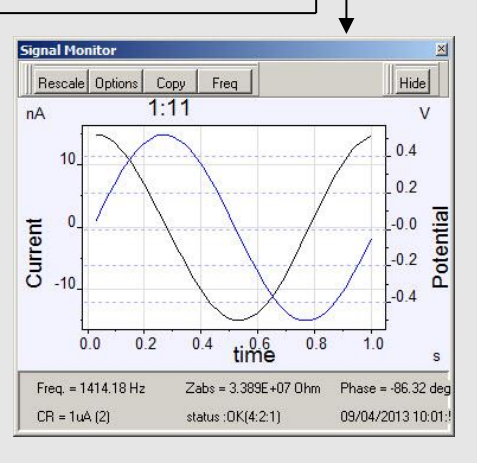 Signal Monitor
Rescale Options Copy Freq Hide
nA 1:11 V
10
0
-10
0.4
0.2
-0.0
-0.2
-0.4
Current
Potential
0.0 0.2 0.4 0.6 0.8 1.0
time s
Freq. = 1414.18 Hz Zabs = 3.389E+07 Ohm Phase = -86.32 deg
CR = 1uA (2) status :OK(4:2:1) 09/04/2013 10:01: